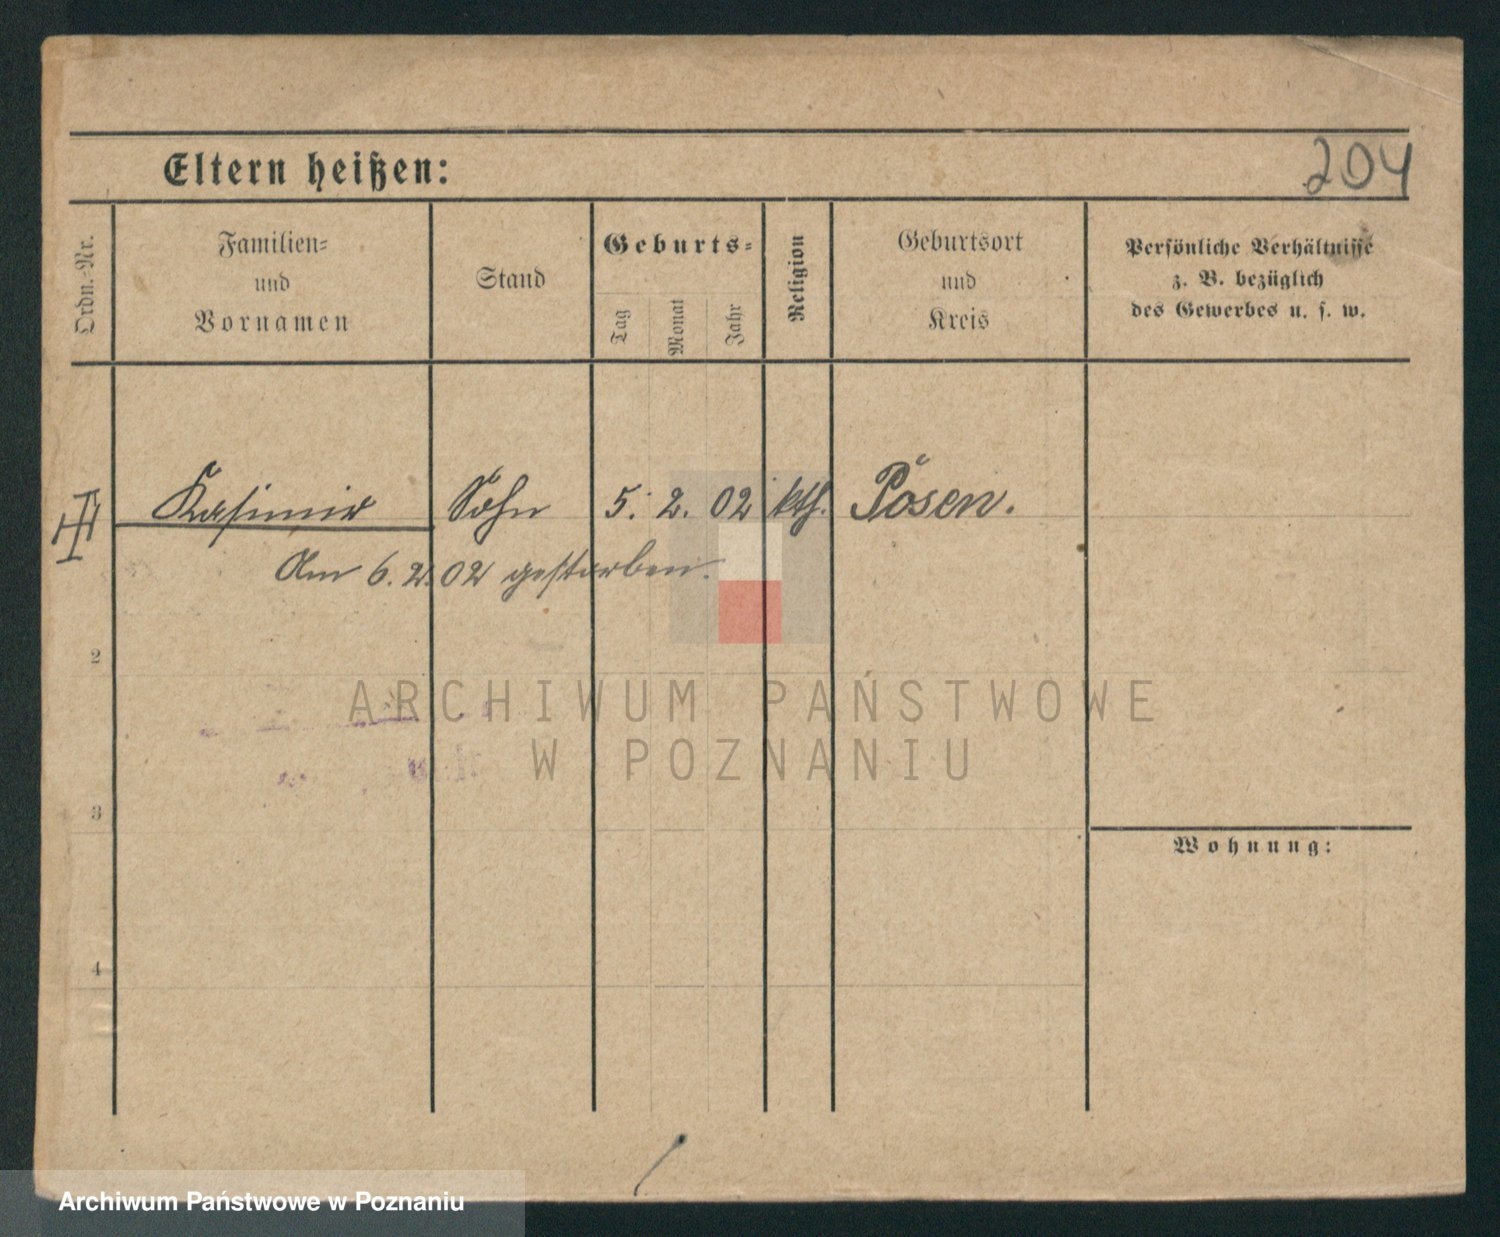 Eltern heißen:
204
Ordn.-Nr.
Familien-
und
Vornamen
Stand
Geburts-
Tag
Monat
Jahr
Religion
Geburtsort
und
Kreis
Persönliche Verhältnisse
z. B. bezüglich
des Gewerbes u. s. w.
Kasimir Sohn 5. 2. 02 kth. Posen.
Am 6. 2. 02 gestorben.
2
3
4
Wohnung:
ARCHIWUM PAŃSTWOWE
W POZNANIU
Archiwum Państwowe w Poznaniu